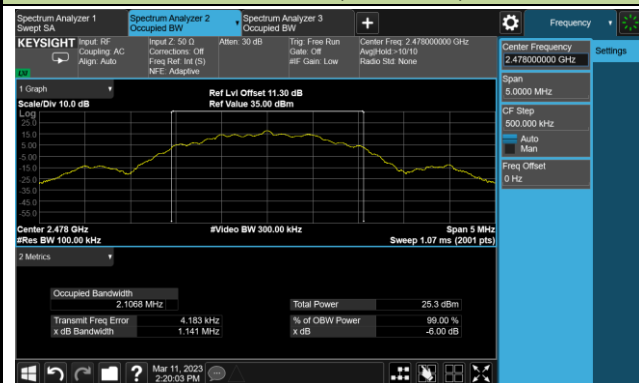 Spectrum Analyzer 1
Swept SA
Spectrum Analyzer 2
Occupied BW
Spectrum Analyzer 3
Occupied BW
+
Frequency
KEYSIGHT
Input: RF
Coupling: AC
Align: Auto
Input Z: 50 Ω
Corrections: Off
Freq Ref: Int (S)
NFE: Adaptive
Atten: 30 dB
Trig: Free Run
Gate: Off
#IF Gain: Low
Center Freq: 2.478000000 GHz
Avg|Hold:>10/10
Radio Std: None
Center Frequency
2.478000000 GHz
Settings
Span
5.0000 MHz
CF Step
500.000 kHz
Auto
Man
Freq Offset
0 Hz
1 Graph
Scale/Div 10.0 dB
Ref Lvl Offset 11.30 dB
Ref Value 35.00 dBm
Log
25.0
15.0
5.00
-5.00
-15.0
-25.0
-35.0
-45.0
-55.0
Center 2.478 GHz
#Res BW 100.00 kHz
#Video BW 300.00 kHz
Span 5 MHz
Sweep 1.07 ms (2001 pts)
2 Metrics
Occupied Bandwidth
2.1068 MHz
Total Power 25.3 dBm
Transmit Freq Error 4.183 kHz
% of OBW Power 99.00 %
x dB Bandwidth 1.141 MHz
x dB -6.00 dB
?
Mar 11, 2023
2:20:03 PM